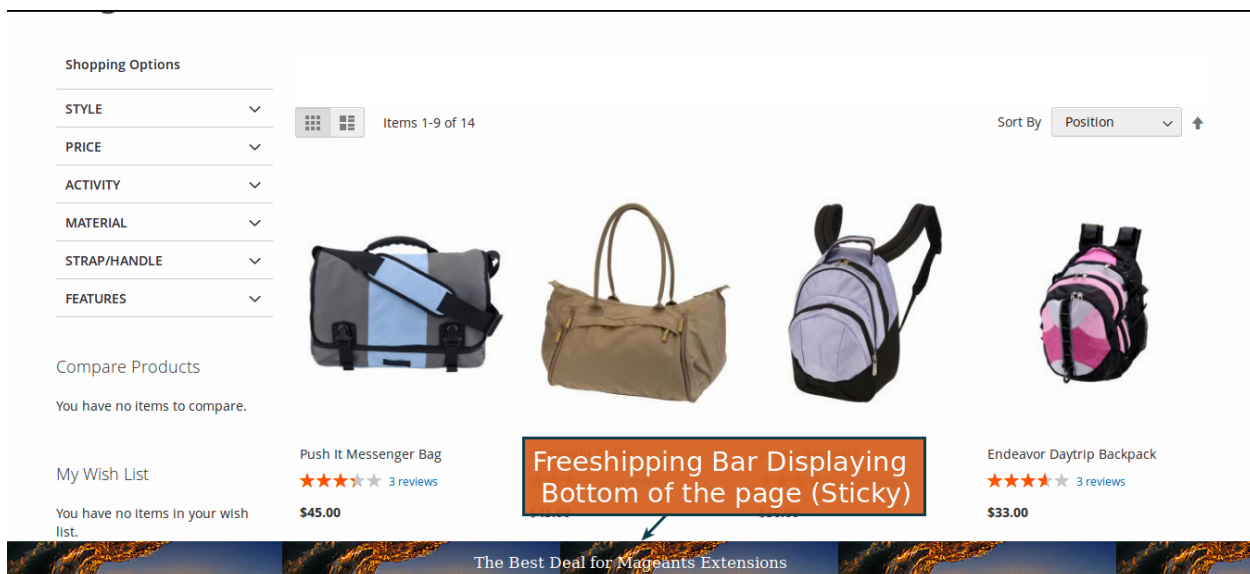 Shopping Options
STYLE
PRICE
ACTIVITY
MATERIAL
STRAP/HANDLE
FEATURES
Compare Products
You have no items to compare.
My Wish List
You have no items in your wish
list.
Items 1-9 of 14
Sort By Position
Push It Messenger Bag
3 reviews
$45.00
Endeavor Daytrip Backpack
3 reviews
$33.00
Freeshipping Bar Displaying
Bottom of the page (Sticky)
The Best Deal for Mageants Extensions